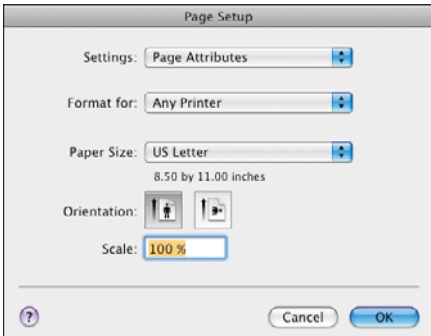 Page Setup
Settings: Page Attributes
Format for: Any Printer
Paper Size: US Letter
8.50 by 11.00 inches
Orientation:
Scale: 100 %
? Cancel OK